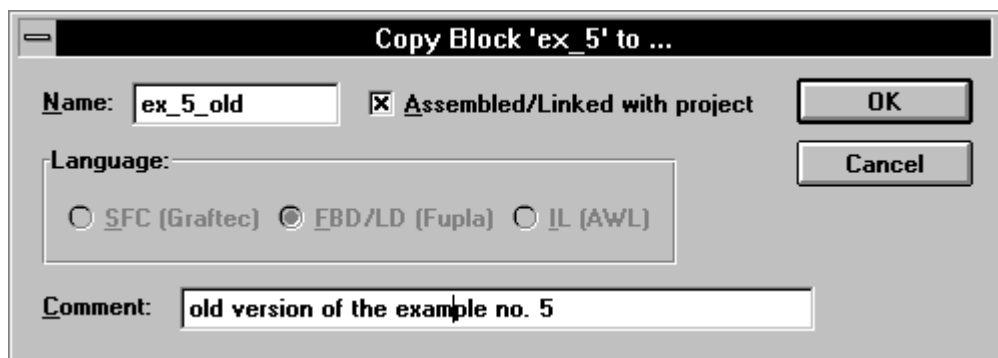 Copy Block 'ex_5' to ...
Name: ex_5_old Assembled/Linked with project OK
Language: Cancel
SFC (Graftec) FBD/LD (Fupla) IL (AWL)
Comment: old version of the example no. 5